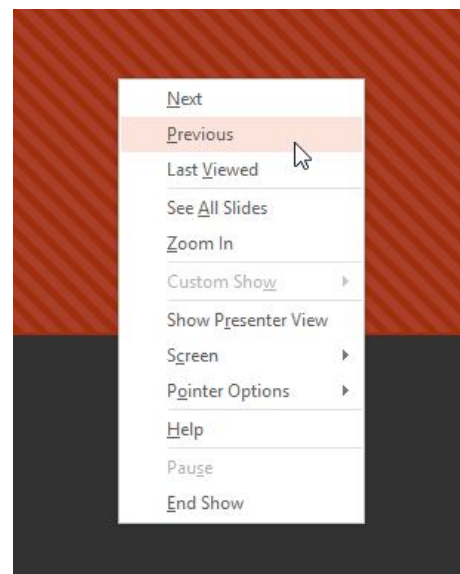 Next
Previous
Last Viewed
See All Slides
Zoom In
Custom Show
Show Presenter View
Screen
Pointer Options
Help
Pause
End Show